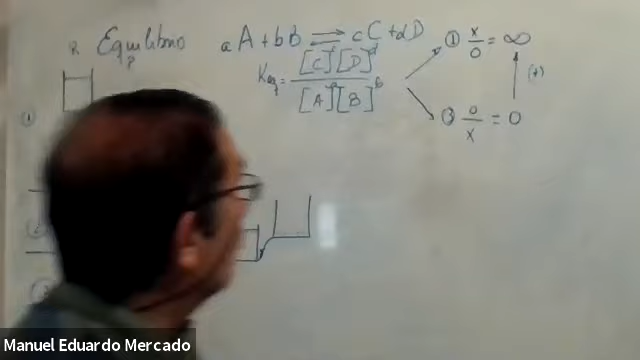 R Equilibrio aA + bB ⇌ cC + dD
Keq = [C]^c [D]^d / [A]^a [B]^b
① x/0 = ∞
(+)
② 0/x = 0
①
Manuel Eduardo Mercado